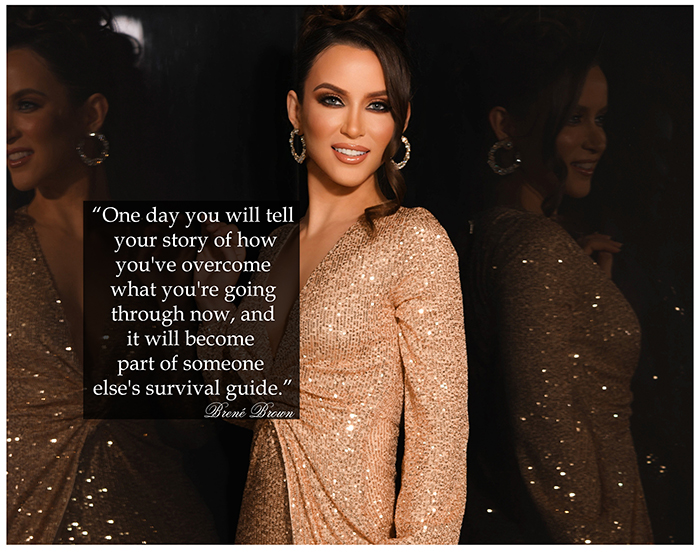 “One day you will tell
your story of how
you've overcome
what you're going
through now, and
it will become
part of someone
else's survival guide.”
Brené Brown